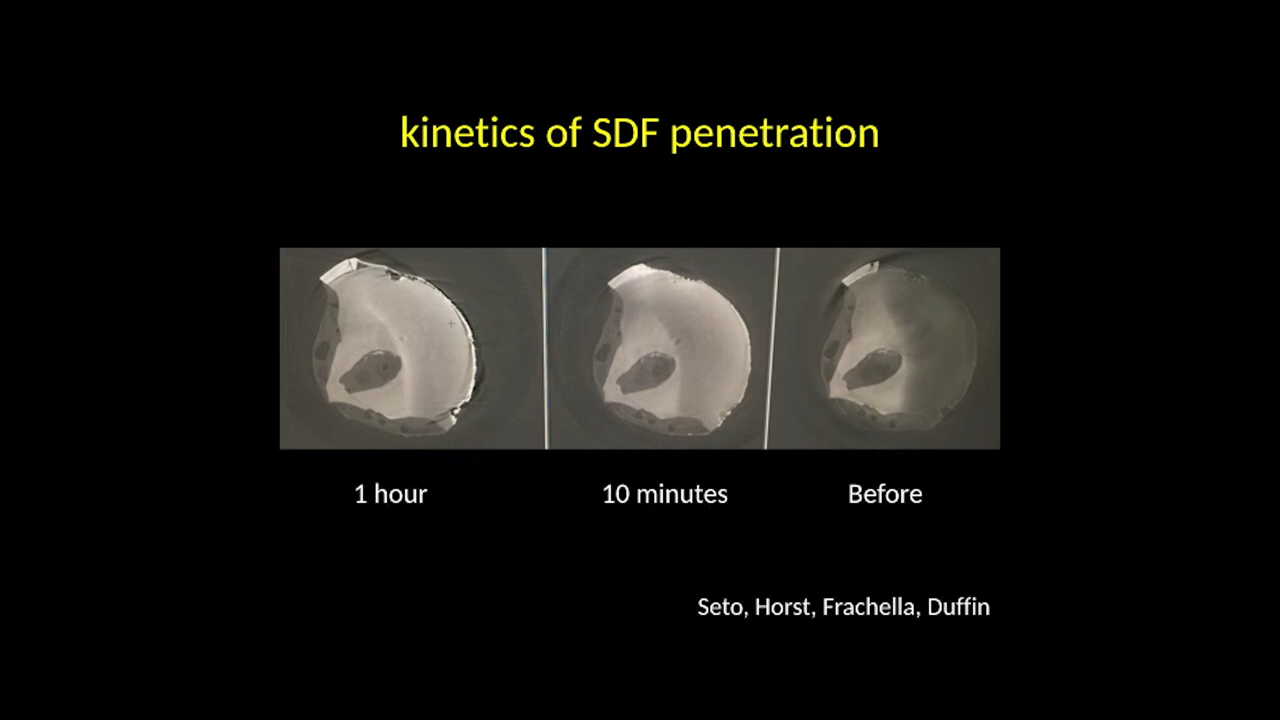 kinetics of SDF penetration
1 hour
10 minutes
Before
Seto, Horst, Frachella, Duffin